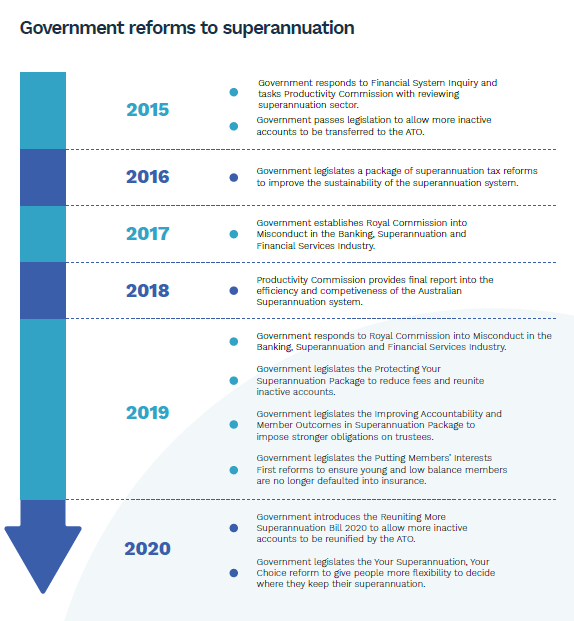 Government reforms to superannuation
2015
Government responds to Financial System Inquiry and
tasks Productivity Commission with reviewing
superannuation sector.
Government passes legislation to allow more inactive
accounts to be transferred to the ATO.
2016
Government legislates a package of superannuation tax reforms
to improve the sustainability of the superannuation system.
2017
Government establishes Royal Commission into
Misconduct in the Banking, Superannuation and
Financial Services Industry.
2018
Productivity Commission provides final report into the
efficiency and competiveness of the Australian
Superannuation system.
2019
Government responds to Royal Commission into Misconduct in the
Banking, Superannuation and Financial Services Industry.
Government legislates the Protecting Your
Superannuation Package to reduce fees and reunite
inactive accounts.
Government legislates the Improving Accountability and
Member Outcomes in Superannuation Package to
impose stronger obligations on trustees.
Government legislates the Putting Members' Interests
First reforms to ensure young and low balance members
are no longer defaulted into insurance.
2020
Government introduces the Reuniting More
Superannuation Bill 2020 to allow more inactive
accounts to be reunified by the ATO.
Government legislates the Your Superannuation, Your
Choice reform to give people more flexibility to decide
where they keep their superannuation.